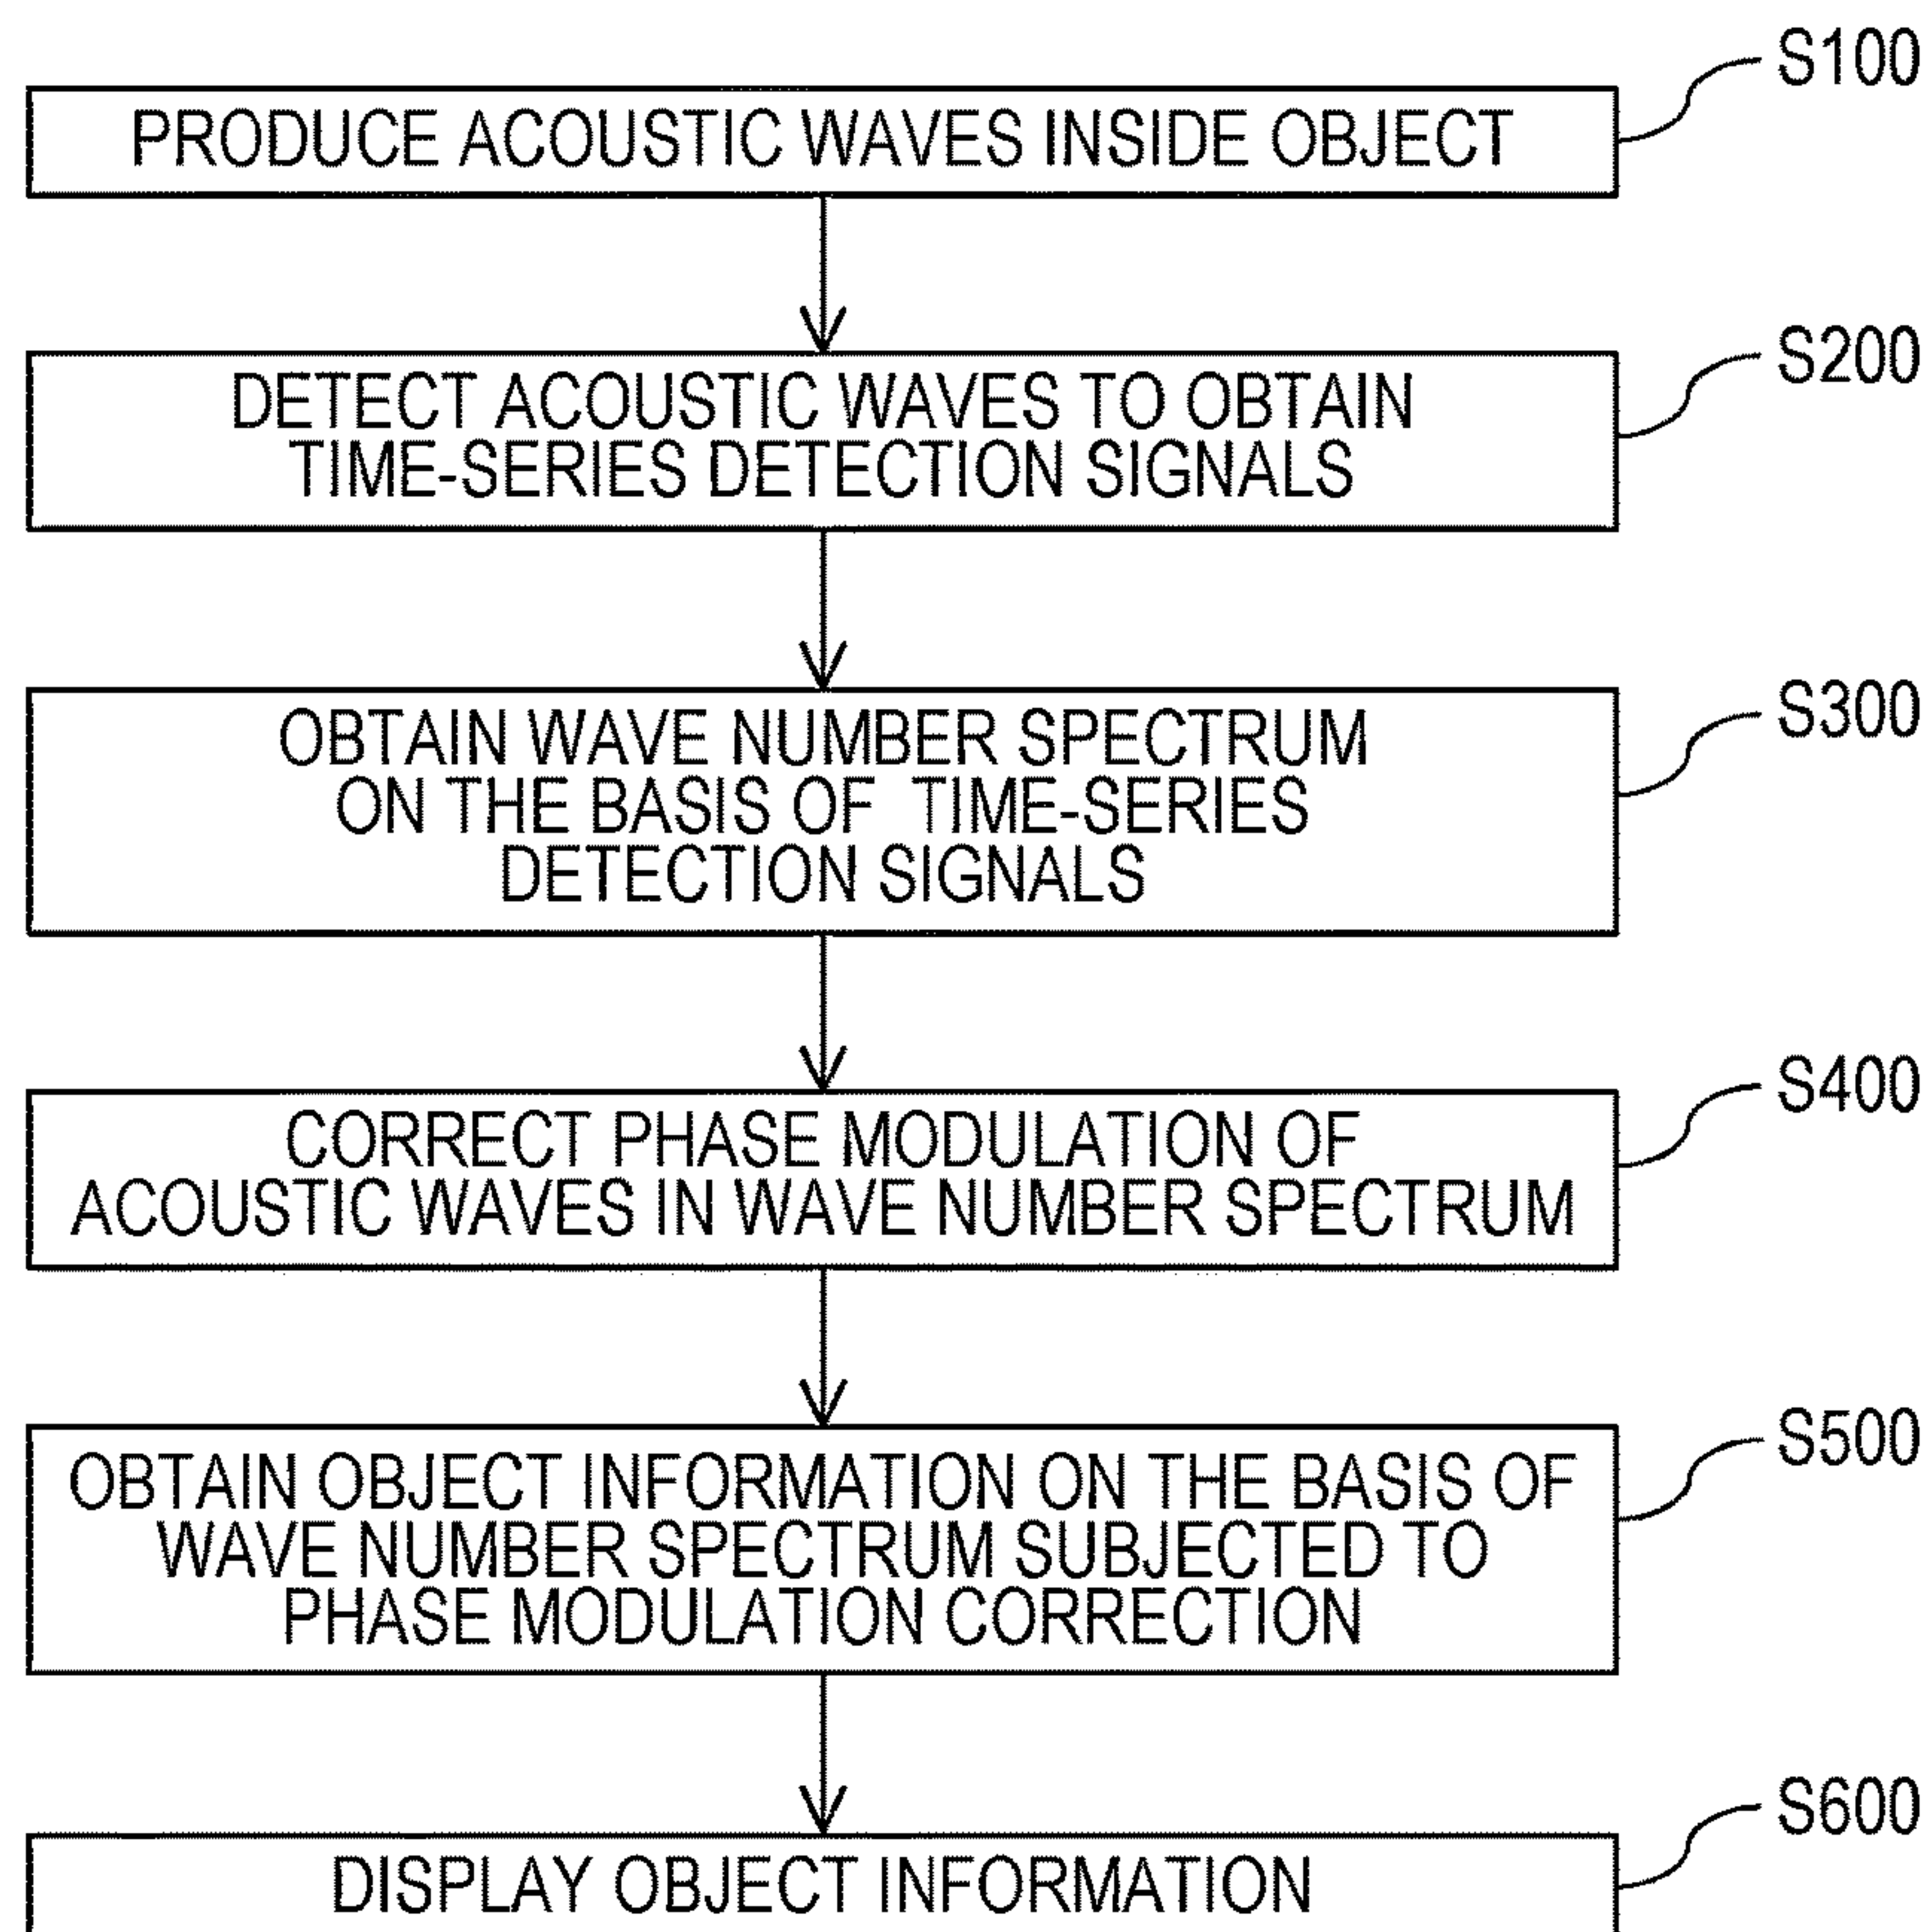 S100
PRODUCE ACOUSTIC WAVES INSIDE OBJECT
S200
DETECT ACOUSTIC WAVES TO OBTAIN
TIME-SERIES DETECTION SIGNALS
S300
OBTAIN WAVE NUMBER SPECTRUM
ON THE BASIS OF TIME-SERIES
DETECTION SIGNALS
S400
CORRECT PHASE MODULATION OF
ACOUSTIC WAVES IN WAVE NUMBER SPECTRUM
S500
OBTAIN OBJECT INFORMATION ON THE BASIS OF
WAVE NUMBER SPECTRUM SUBJECTED TO
PHASE MODULATION CORRECTION
S600
DISPLAY OBJECT INFORMATION